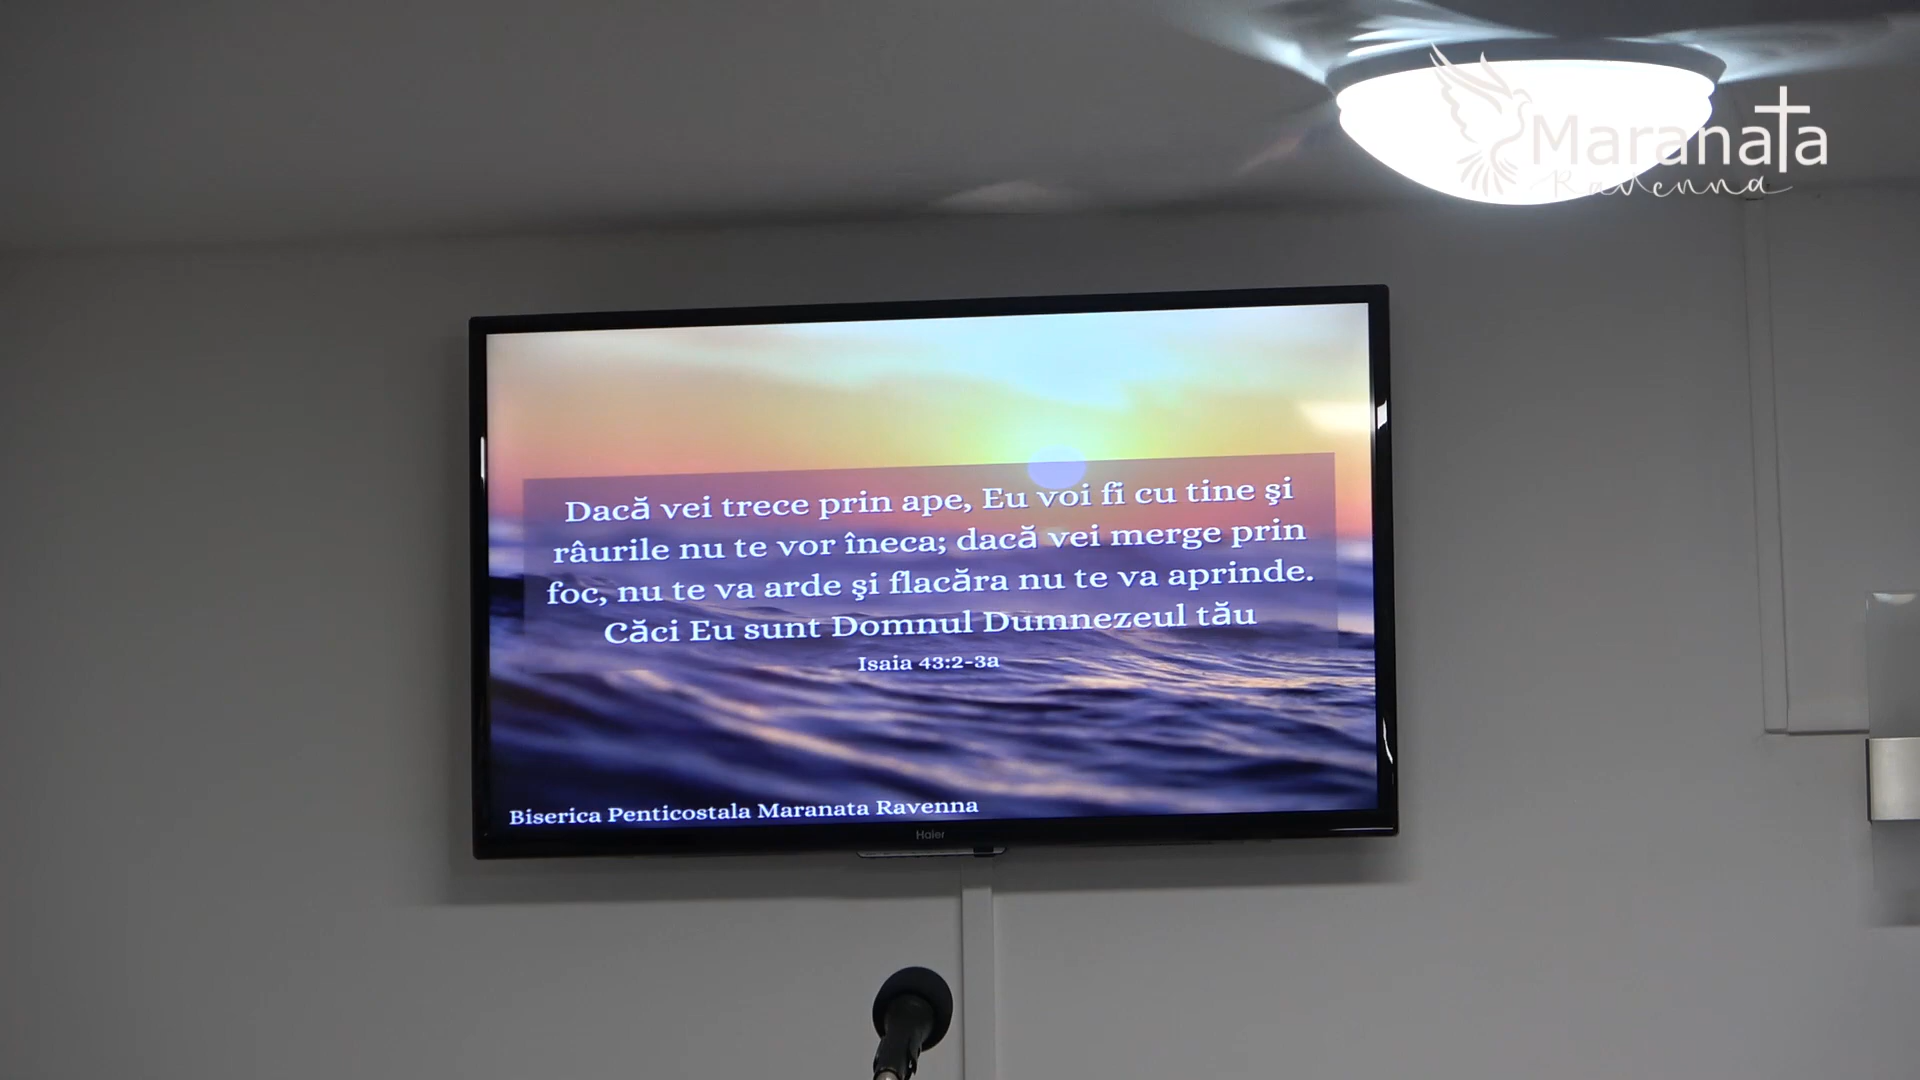 Maranata
Ravenna
Dacă vei trece prin ape, Eu voi fi cu tine şi
râurile nu te vor îneca; dacă vei merge prin
foc, nu te va arde şi flacăra nu te va aprinde.
Căci Eu sunt Domnul Dumnezeul tău
Isaia 43:2-3a
Biserica Penticostala Maranata Ravenna
Haier